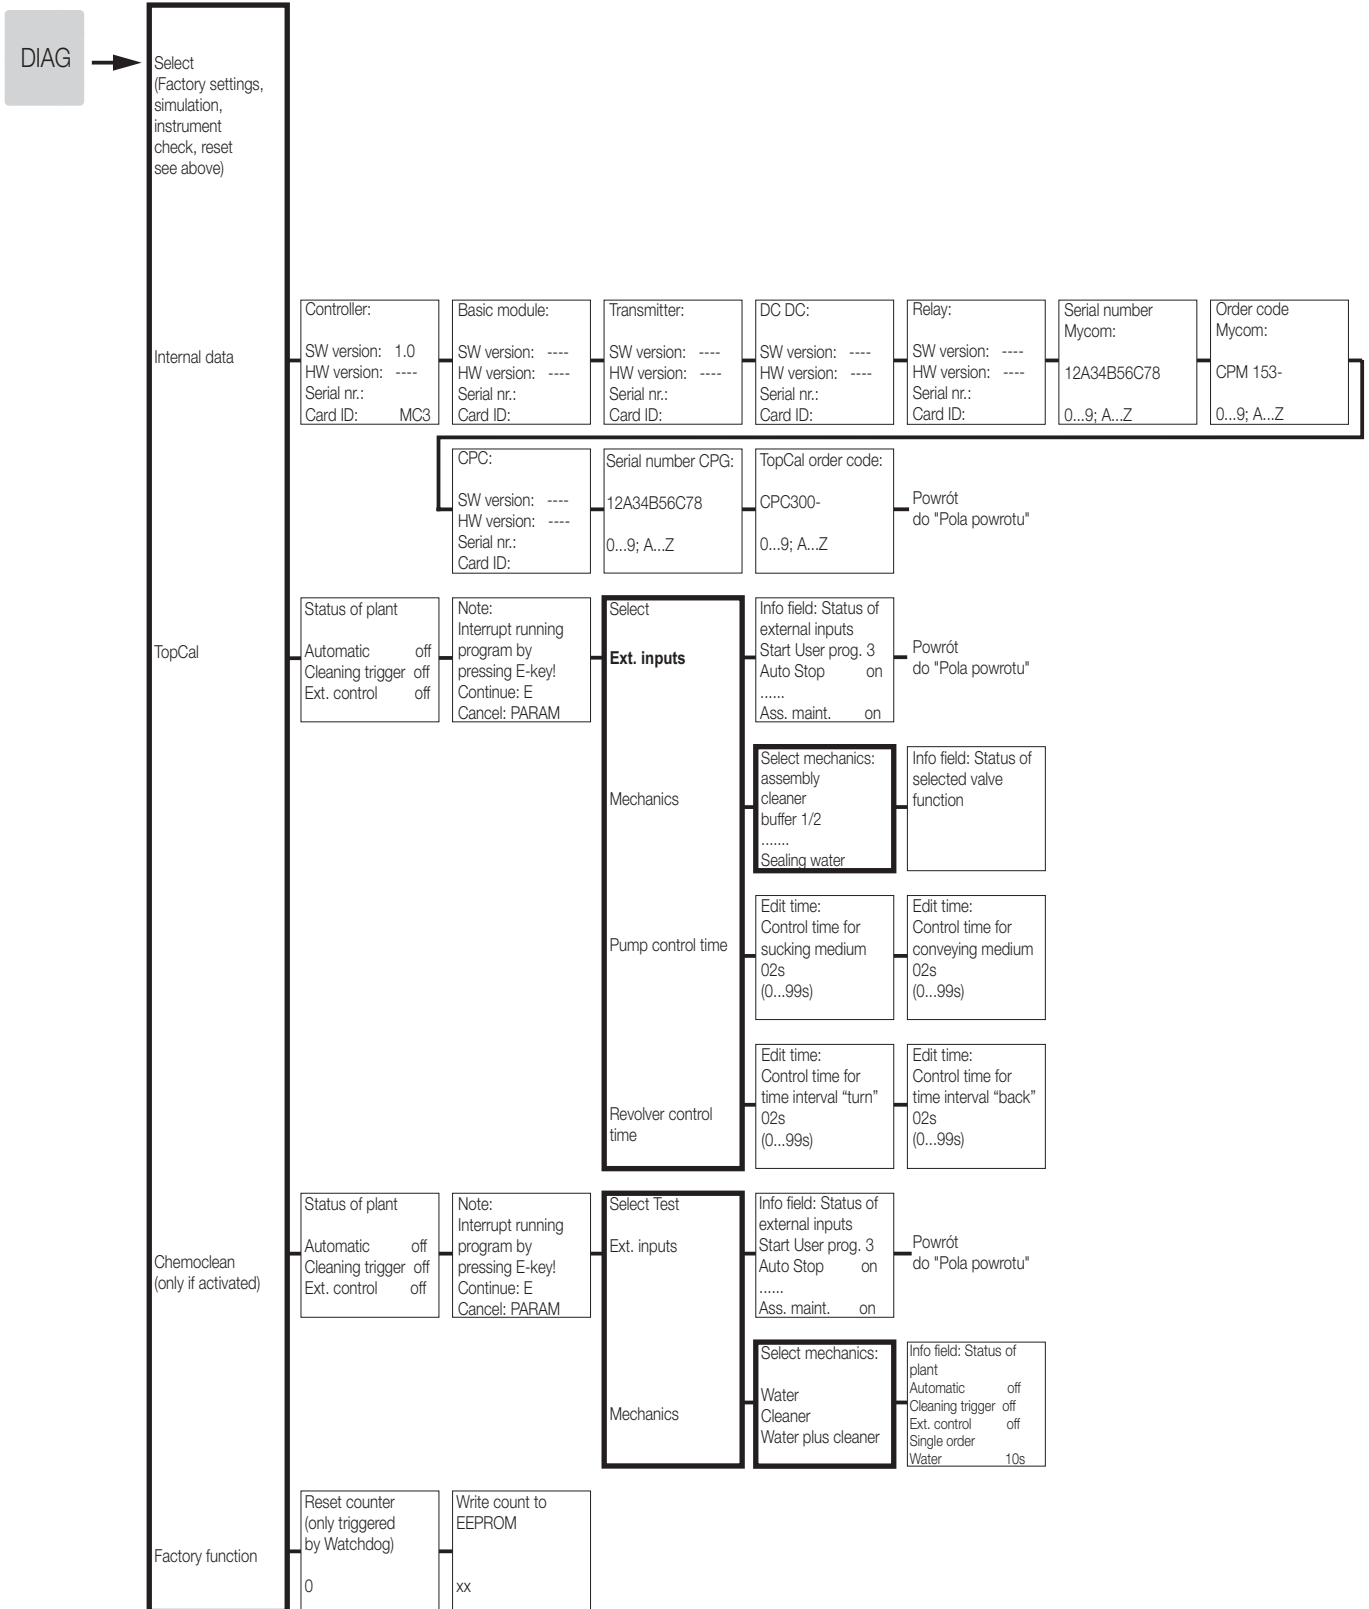 DIAG
Select
(Factory settings,
simulation,
instrument
check, reset
see above)
Internal data
Controller:
SW version: 1.0
HW version: ----
Serial nr.:
Card ID: MC3
Basic module:
SW version: ----
HW version: ----
Serial nr.:
Card ID:
Transmitter:
SW version: ----
HW version: ----
Serial nr.:
Card ID:
DC DC:
SW version: ----
HW version: ----
Serial nr.:
Card ID:
Relay:
SW version: ----
HW version: ----
Serial nr.:
Card ID:
Serial number
Mycom:
12A34B56C78
0...9; A...Z
Order code
Mycom:
CPM 153-
0...9; A...Z
CPC:
SW version: ----
HW version: ----
Serial nr.:
Card ID:
Serial number CPG:
12A34B56C78
0...9; A...Z
TopCal order code:
CPC300-
0...9; A...Z
Powrót
do "Pola powrotu"
TopCal
Status of plant
Automatic off
Cleaning trigger off
Ext. control off
Note:
Interrupt running
program by
pressing E-key!
Continue: E
Cancel: PARAM
Select
Ext. inputs
Info field: Status of
external inputs
Start User prog. 3
Auto Stop on
......
Ass. maint. on
Powrót
do "Pola powrotu"
Mechanics
Select mechanics:
assembly
cleaner
buffer 1/2
.......
Sealing water
Info field: Status of
selected valve
function
Pump control time
Edit time:
Control time for
sucking medium
02s
(0...99s)
Edit time:
Control time for
conveying medium
02s
(0...99s)
Revolver control
time
Edit time:
Control time for
time interval “turn”
02s
(0...99s)
Edit time:
Control time for
time interval “back”
02s
(0...99s)
Chemoclean
(only if activated)
Status of plant
Automatic off
Cleaning trigger off
Ext. control off
Note:
Interrupt running
program by
pressing E-key!
Continue: E
Cancel: PARAM
Select Test
Ext. inputs
Info field: Status of
external inputs
Start User prog. 3
Auto Stop on
......
Ass. maint. on
Powrót
do "Pola powrotu"
Mechanics
Select mechanics:
Water
Cleaner
Water plus cleaner
Info field: Status of
plant
Automatic off
Cleaning trigger off
Ext. control off
Single order
Water 10s
Factory function
Reset counter
(only triggered
by Watchdog)
0
Write count to
EEPROM
xx